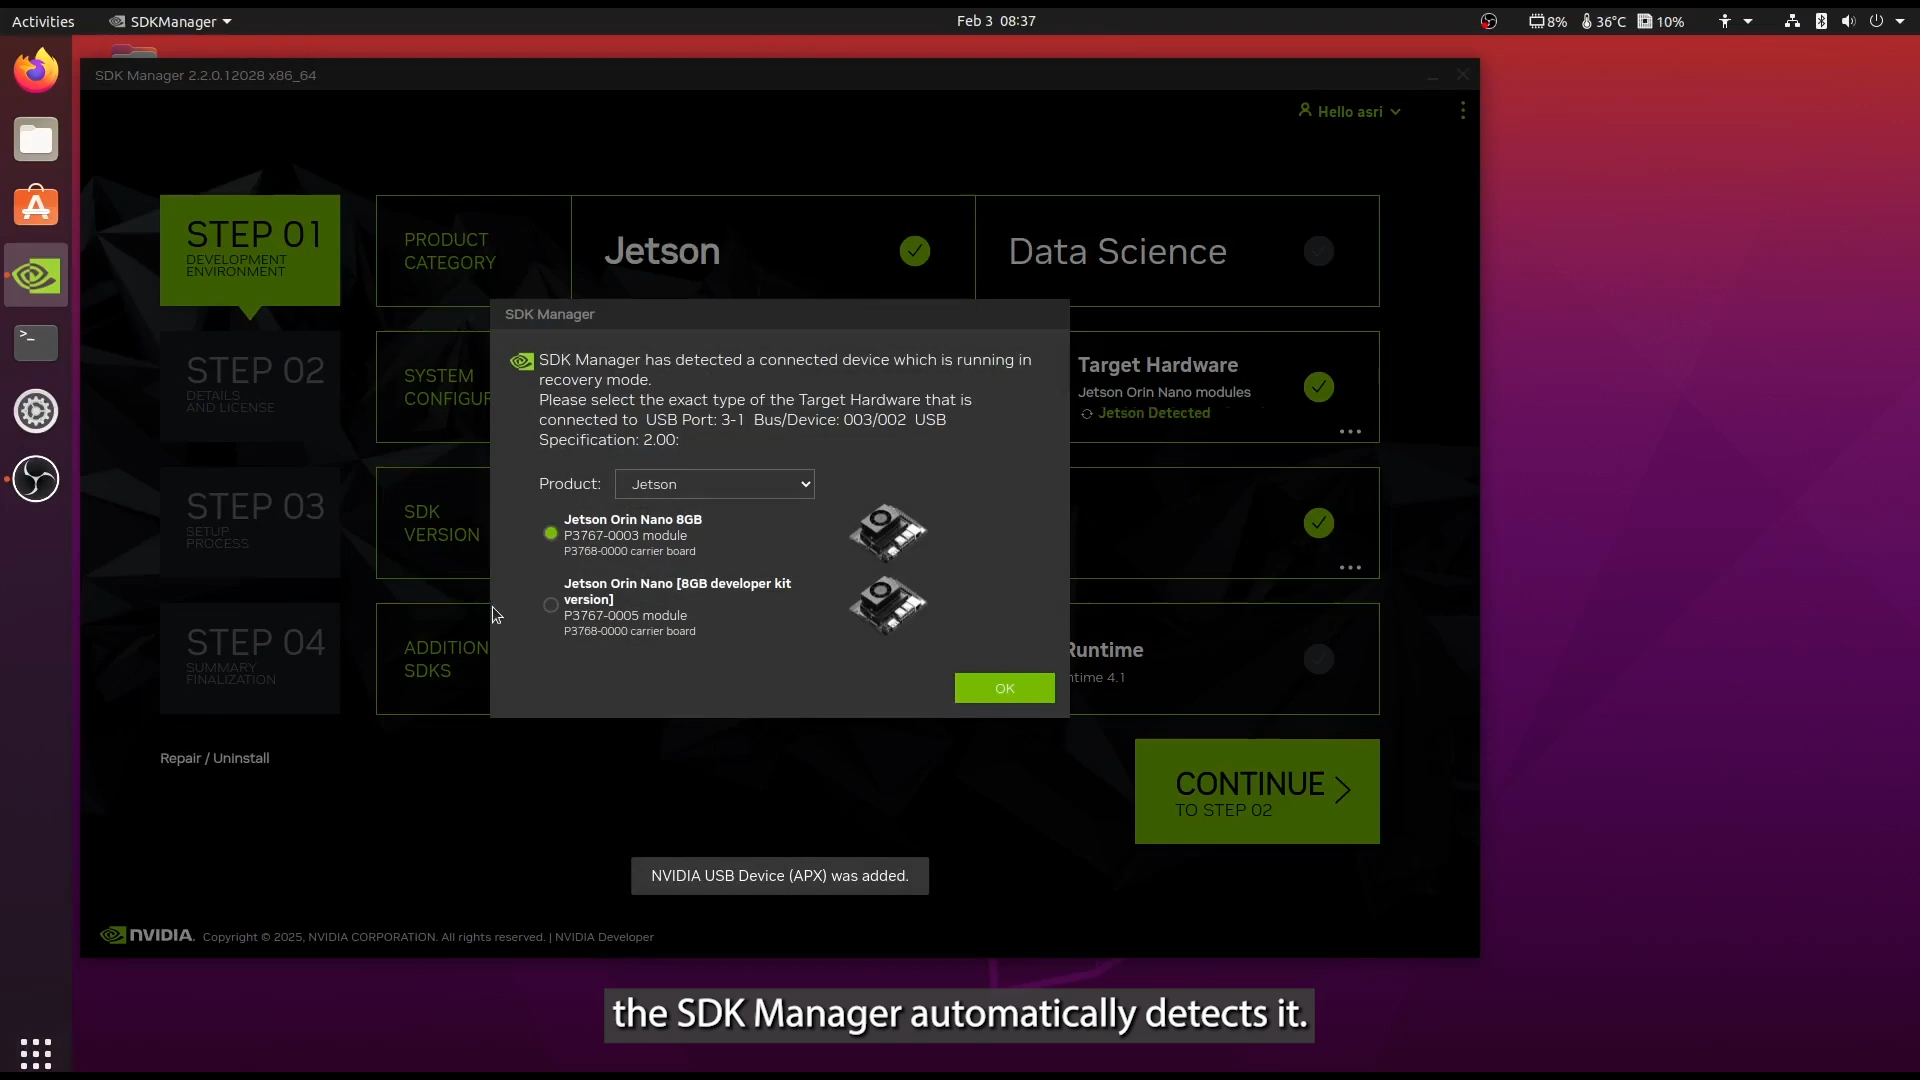 Activities
SDKManager
Feb 3 08:37
8%
36°C
10%
SDK Manager 2.2.0.12028 x86_64
Hello asri
STEP 01
DEVELOPMENT
ENVIRONMENT
PRODUCT
CATEGORY
Jetson
Data Science
STEP 02
DETAILS
AND LICENSE
SYSTEM
CONFIGUR
Target Hardware
Jetson Orin Nano modules
Jetson Detected
...
STEP 03
SETUP
PROCESS
SDK
VERSION
...
STEP 04
SUMMARY
FINALIZATION
ADDITION
SDKS
Runtime
ntime 4.1
SDK Manager
SDK Manager has detected a connected device which is running in
recovery mode.
Please select the exact type of the Target Hardware that is
connected to USB Port: 3-1 Bus/Device: 003/002 USB
Specification: 2.00:
Product:
Jetson
Jetson Orin Nano 8GB
P3767-0003 module
P3768-0000 carrier board
Jetson Orin Nano [8GB developer kit
version]
P3767-0005 module
P3768-0000 carrier board
OK
Repair / Uninstall
CONTINUE
TO STEP 02
NVIDIA USB Device (APX) was added.
NVIDIA. Copyright © 2025, NVIDIA CORPORATION. All rights reserved. | NVIDIA Developer
the SDK Manager automatically detects it.